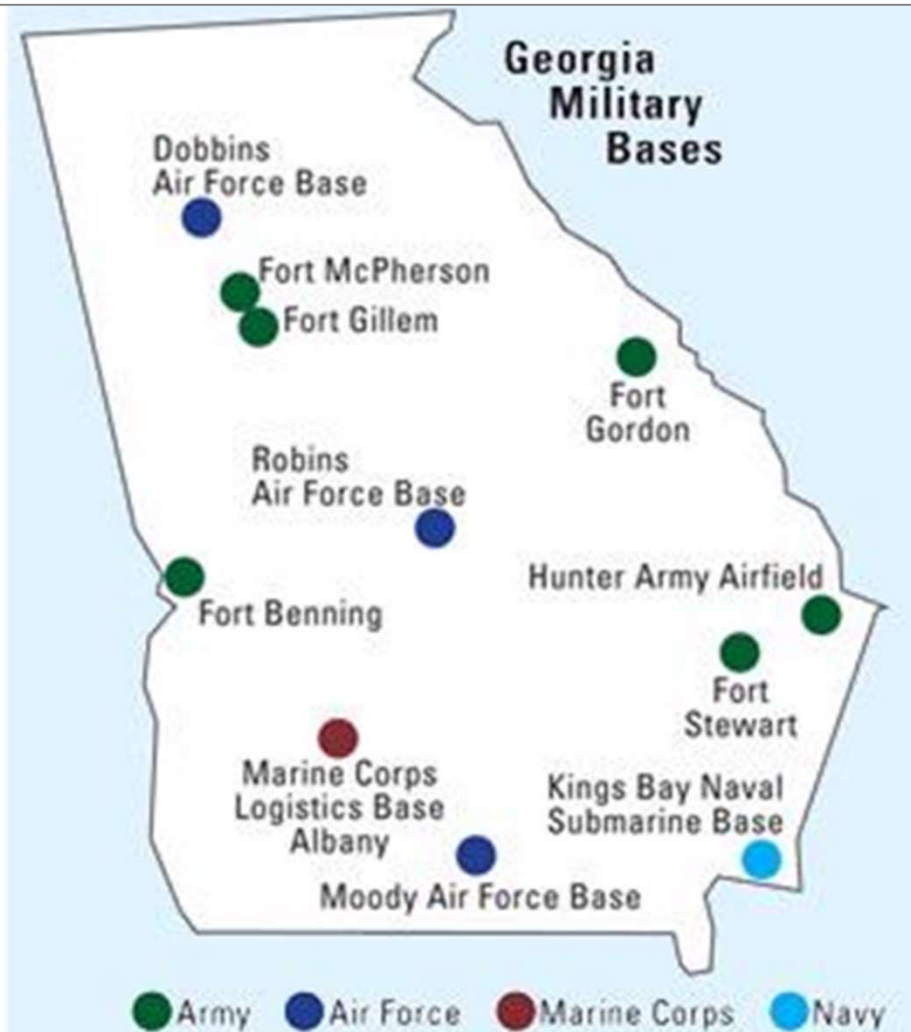 Georgia
Military
Bases
Dobbins
Air Force Base
Fort McPherson
Fort Gillem
Fort
Gordon
Robins
Air Force Base
Hunter Army Airfield
Fort Benning
Fort
Stewart
Marine Corps
Logistics Base
Albany
Kings Bay Naval
Submarine Base
Moody Air Force Base
Army
Air Force
Marine Corps
Navy